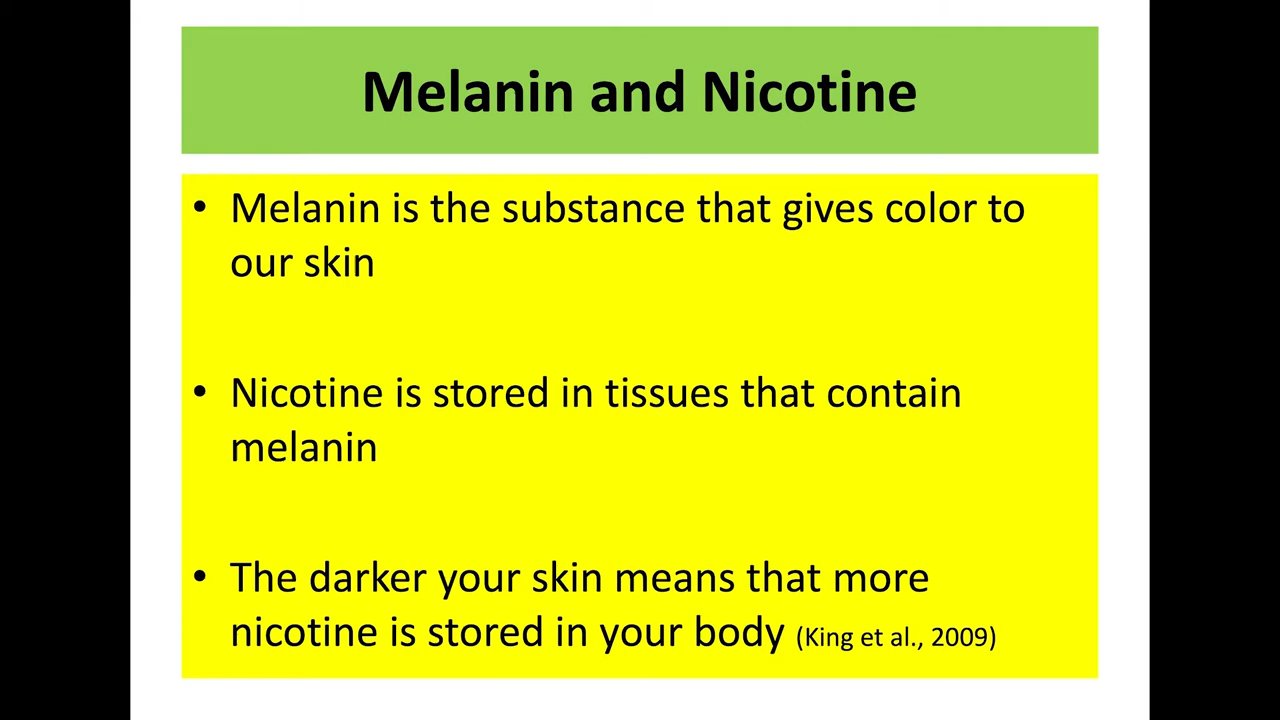 Melanin and Nicotine
• Melanin is the substance that gives color to
our skin
• Nicotine is stored in tissues that contain
melanin
• The darker your skin means that more
nicotine is stored in your body (King et al., 2009)